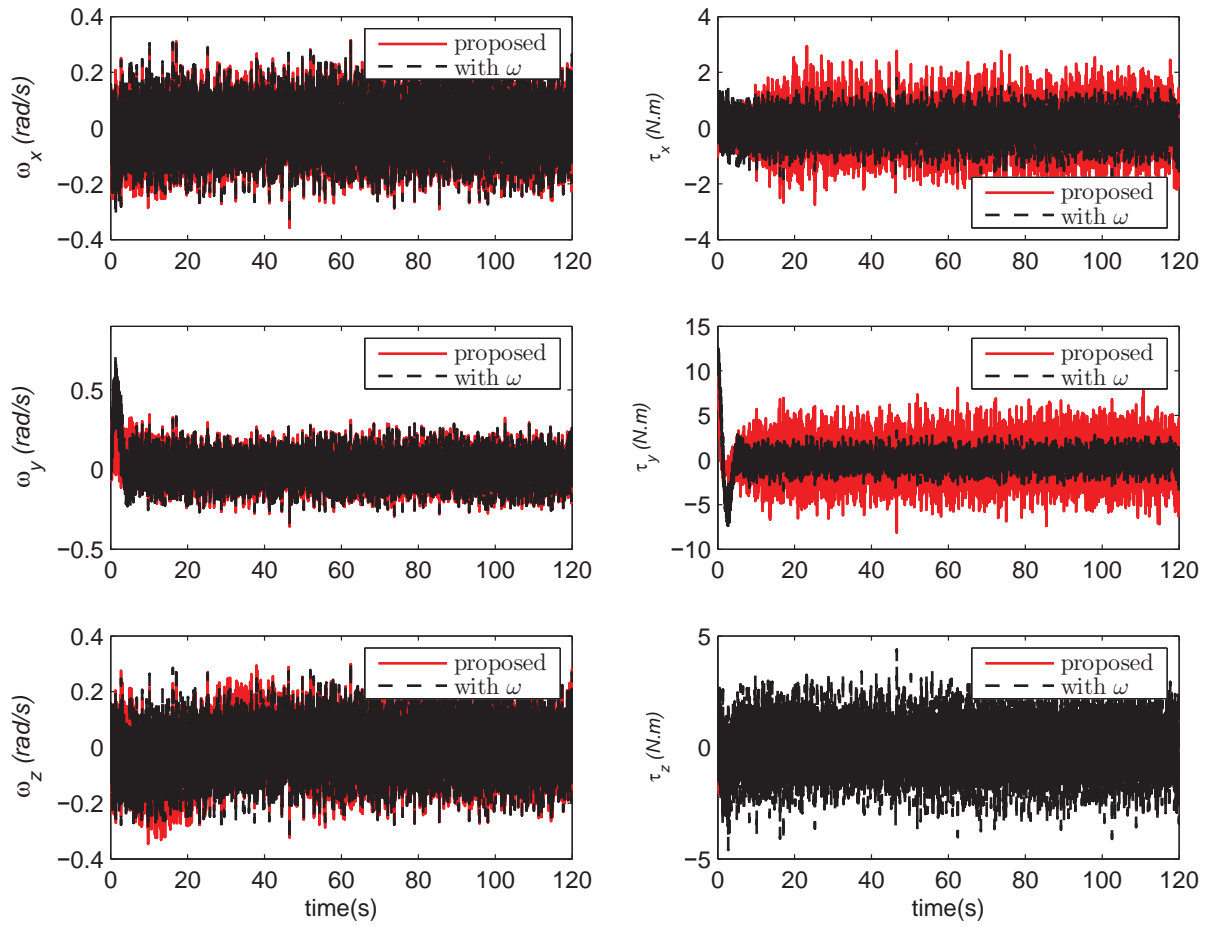 0.4
0.2
0
−0.2
−0.4
ω_x (rad/s)
proposed
with ω
0 20 40 60 80 100 120
4
2
0
−2
−4
τ_x (N.m)
proposed
with ω
0 20 40 60 80 100 120
0.5
0
−0.5
ω_y (rad/s)
proposed
with ω
0 20 40 60 80 100 120
15
10
5
0
−5
−10
τ_y (N.m)
proposed
with ω
0 20 40 60 80 100 120
0.4
0.2
0
−0.2
−0.4
ω_z (rad/s)
proposed
with ω
0 20 40 60 80 100 120
time(s)
5
0
−5
τ_z (N.m)
proposed
with ω
0 20 40 60 80 100 120
time(s)